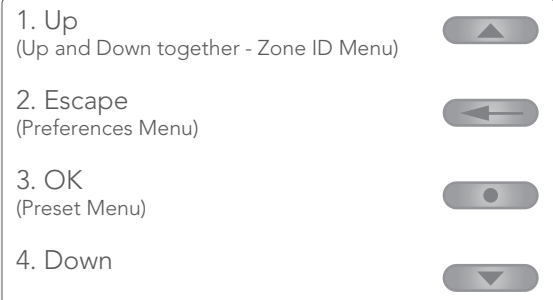 1. Up
(Up and Down together - Zone ID Menu)
2. Escape
(Preferences Menu)
3. OK
(Preset Menu)
4. Down